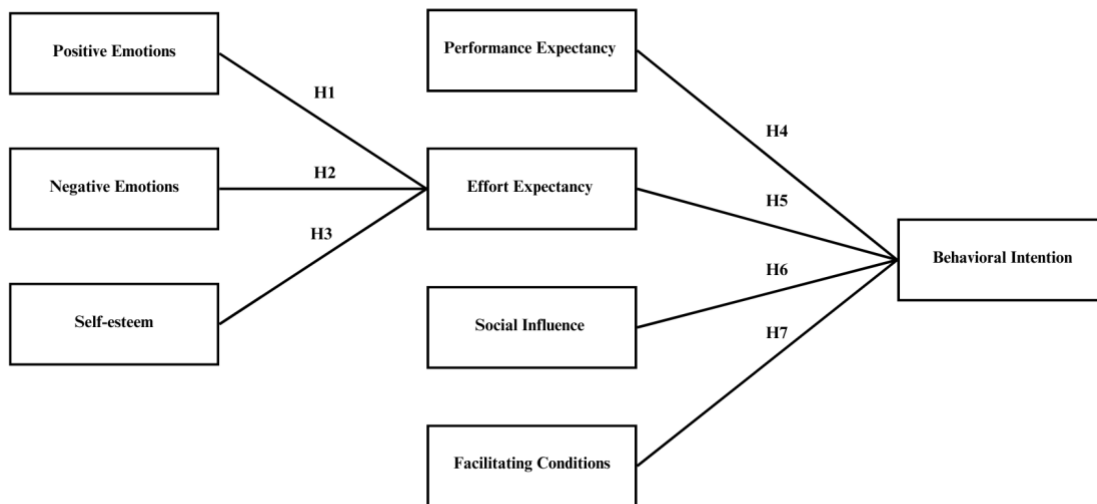 Positive Emotions
Performance Expectancy
H1
H4
Negative Emotions
H2
Effort Expectancy
H5
H3
Behavioral Intention
H6
Self-esteem
Social Influence
H7
Facilitating Conditions